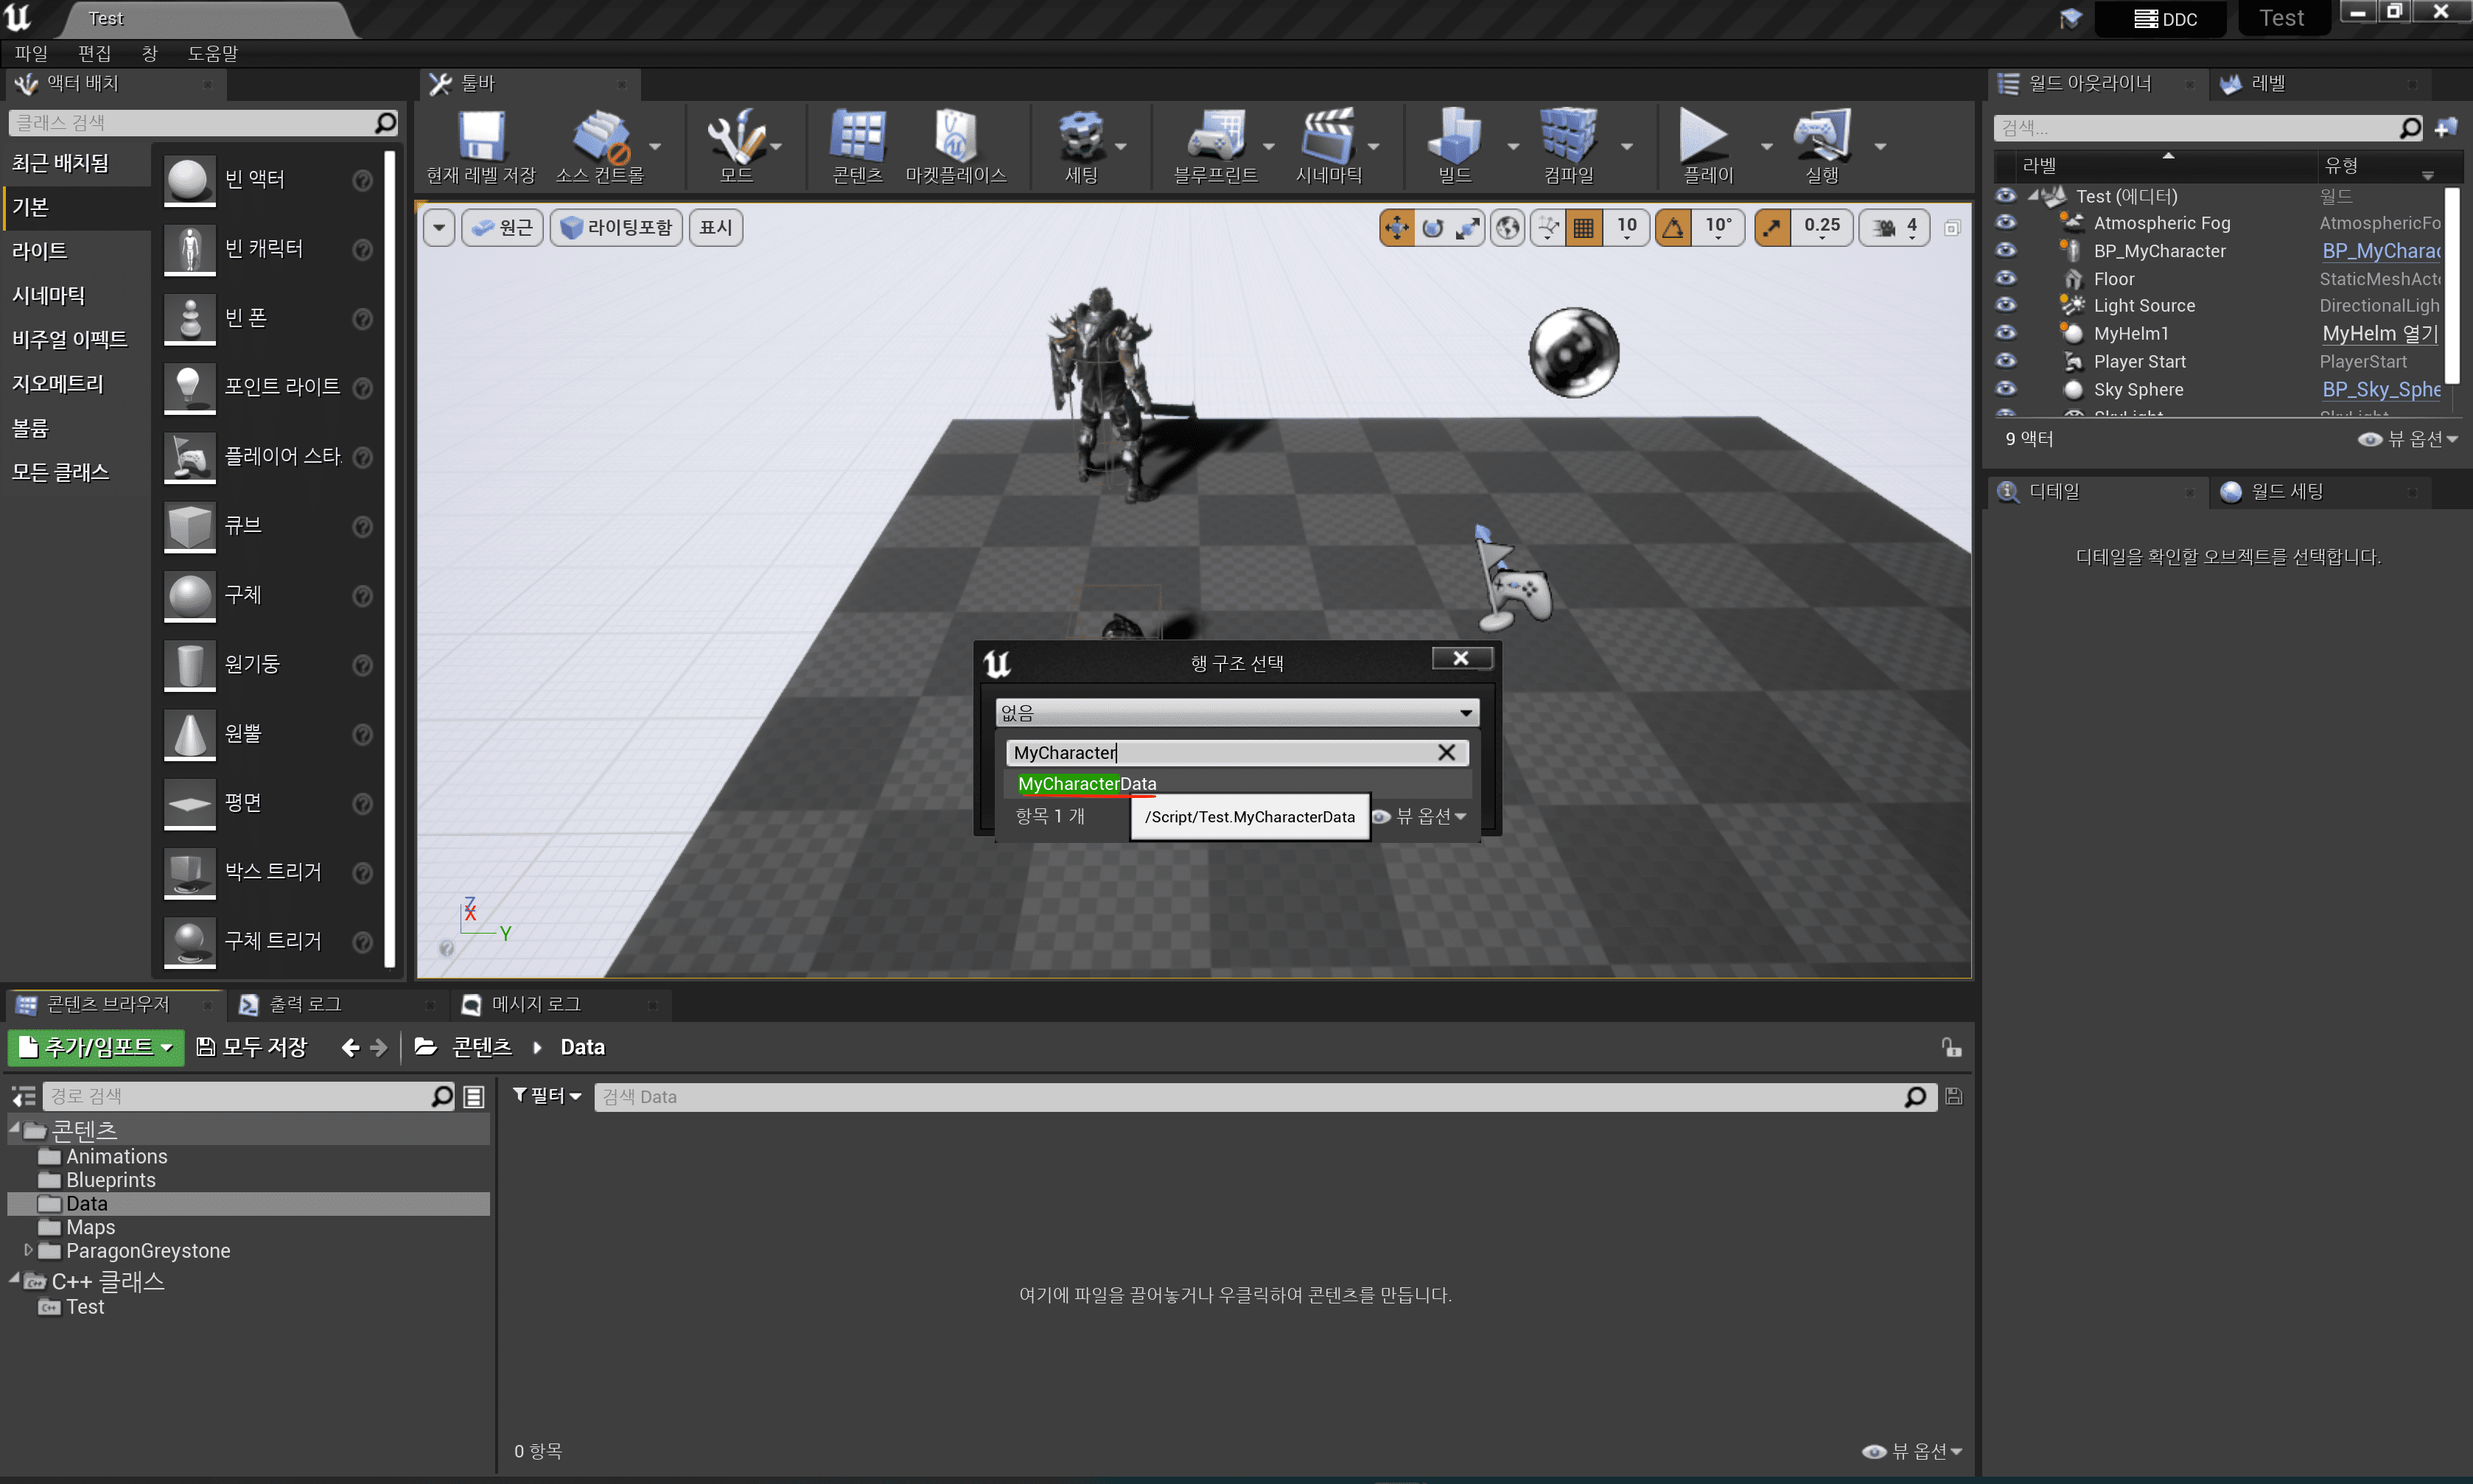 Test
DDC
Test
파일 편집 창 도움말
액터 배치
클래스 검색
최근 배치됨
기본
라이트
시네마틱
비주얼 이펙트
지오메트리
볼륨
모든 클래스
빈 액터
빈 캐릭터
빈 폰
포인트 라이트
플레이어 스타
큐브
구체
원기둥
원뿔
평면
박스 트리거
구체 트리거
툴바
현재 레벨 저장 소스 컨트롤 모드 콘텐츠 마켓플레이스 세팅 블루프린트 시네마틱 빌드 컴파일 플레이 실행
원근 라이팅포함 표시
10 10° 0.25 4
Z
X
Y
행 구조 선택
없음
MyCharacter
MyCharacterData
항목 1 개
/Script/Test.MyCharacterData
뷰 옵션
월드 아웃라이너 레벨
검색...
라벨 유형
Test (에디터) 월드
Atmospheric Fog AtmosphericFo
BP_MyCharacter BP_MyCharac
Floor StaticMeshActo
Light Source DirectionalLigh
MyHelm1 MyHelm 열기
Player Start PlayerStart
Sky Sphere BP_Sky_Sphe
SkyLight SkyLight
9 액터
뷰 옵션
디테일 월드 세팅
디테일을 확인할 오브젝트를 선택합니다.
콘텐츠 브라우저 출력 로그 메시지 로그
추가/임포트 모두 저장 콘텐츠 Data
경로 검색
콘텐츠
Animations
Blueprints
Data
Maps
ParagonGreystone
C++ 클래스
Test
필터 검색 Data
여기에 파일을 끌어놓거나 우클릭하여 콘텐츠를 만듭니다.
0 항목
뷰 옵션